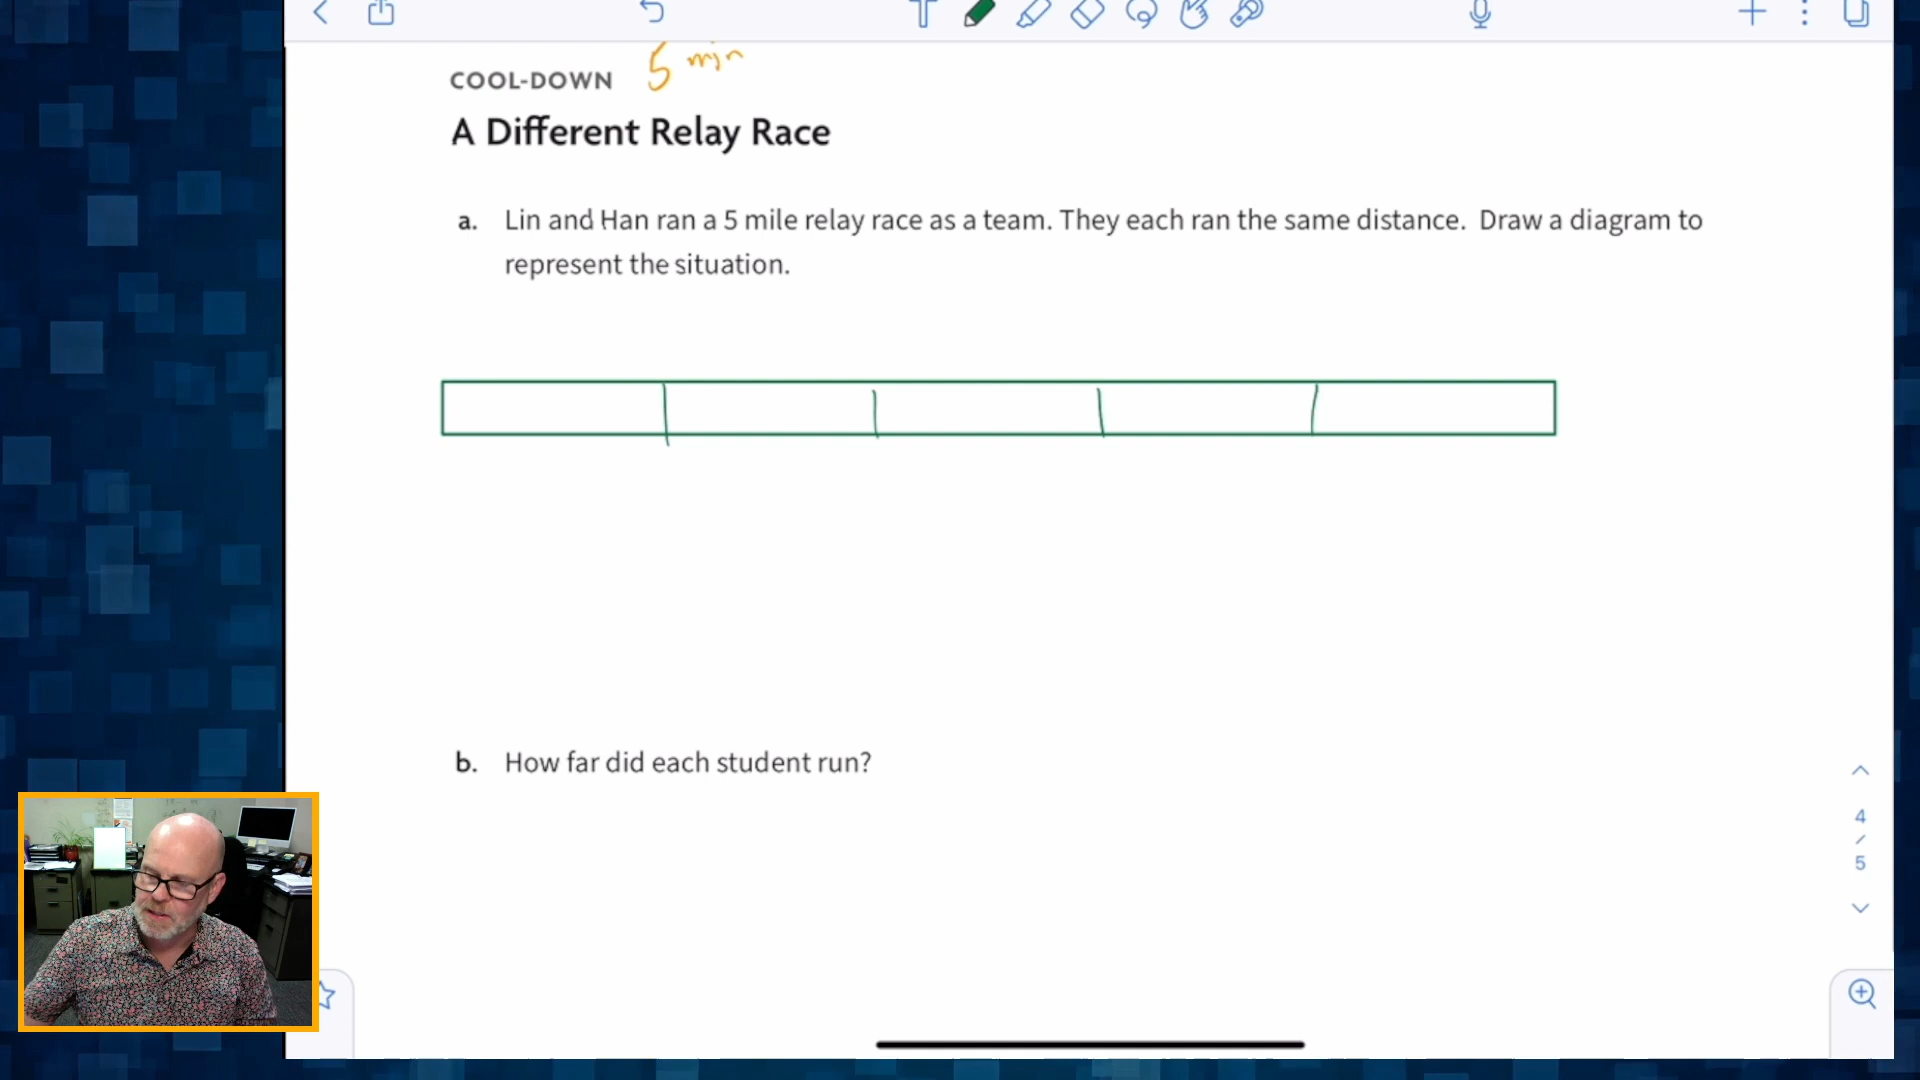 5 min
COOL-DOWN
A Different Relay Race
a. Lin and Han ran a 5 mile relay race as a team. They each ran the same distance. Draw a diagram to
represent the situation.
b. How far did each student run?
4
/
5